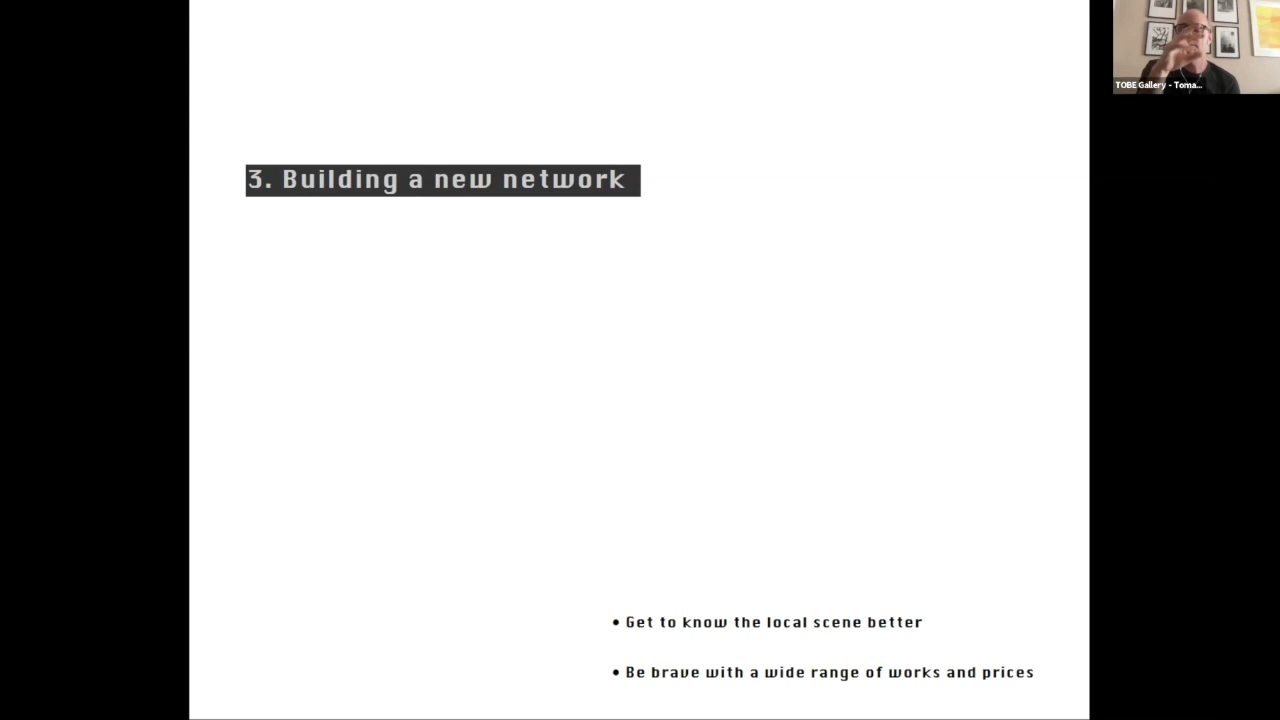 3. Building a new network
• Get to know the local scene better
• Be brave with a wide range of works and prices
TOBE Gallery - Toma...